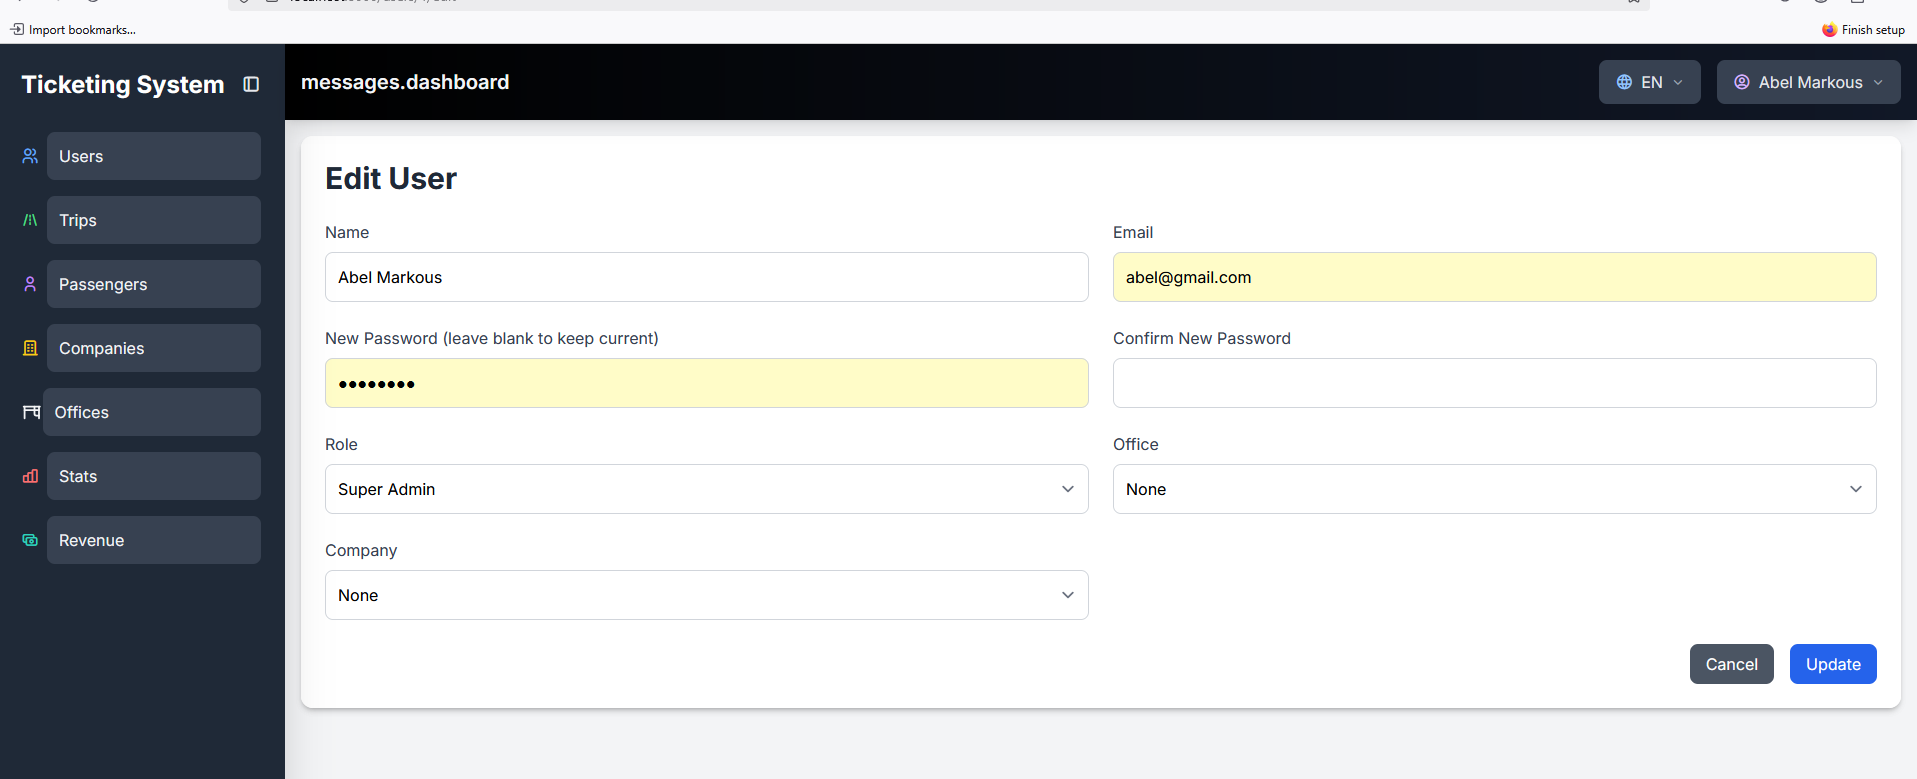 Import bookmarks...
Finish setup
Ticketing System
messages.dashboard
EN
Abel Markous
Users
Trips
Passengers
Companies
Offices
Stats
Revenue
Edit User
Name
Email
Abel Markous
abel@gmail.com
New Password (leave blank to keep current)
Confirm New Password
Role
Office
Super Admin
None
Company
None
Cancel
Update